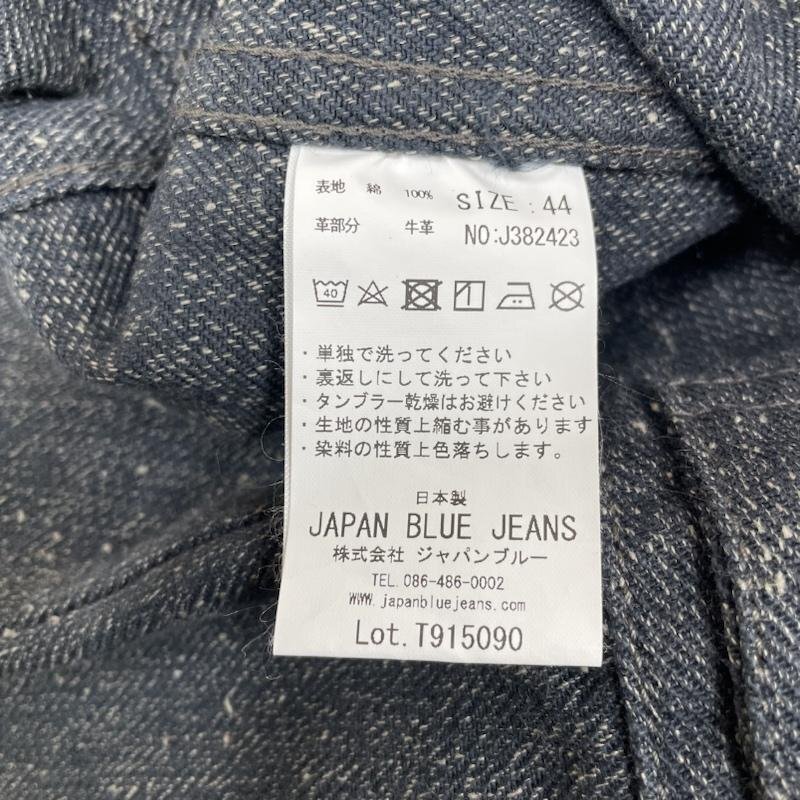 表地 綿 100% SIZE : 44
革部分 牛革 NO:J382423
40
・単独で洗ってください
・裏返しにして洗って下さい
・タンブラー乾燥はお避けください
・生地の性質上縮む事があります
・染料の性質上色落ちします。
日本製
JAPAN BLUE JEANS
株式会社 ジャパンブルー
TEL. 086-486-0002
WWW. japanbluejeans. com
Lot. T915090